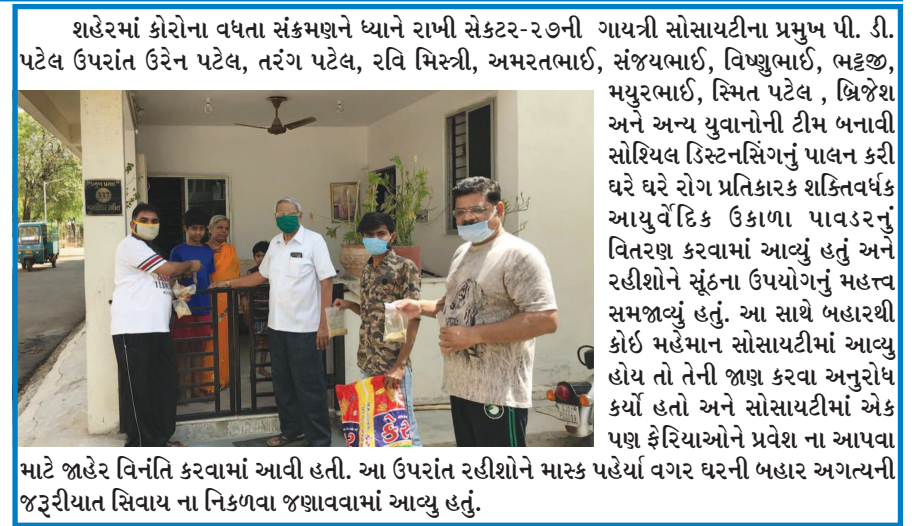 શહેરમાં કોરોના વધતા સંક્રમણને ધ્યાને રાખી સેકટર-૨૭ની ગાયત્રી સોસાયટીના પ્રમુખ પી. ડી.
પટેલ ઉપરાંત ઉરેન પટેલ, તરંગ પટેલ, રવિ મિસ્ત્રી, અમરતભાઈ, સંજયભાઈ, વિષ્ણુભાઈ, ભટ્ટજી,
મયુરભાઈ, સ્મિત પટેલ , બ્રિજેશ
અને અન્ય યુવાનોની ટીમ બનાવી
સોશ્યિલ ડિસ્ટનસિંગનું પાલન કરી
ઘરે ઘરે રોગ પ્રતિકારક શક્તિવર્ધક
આયુર્વેદિક ઉકાળા પાવડરનું
વિતરણ કરવામાં આવ્યું હતું અને
રહીશોને સૂંઠના ઉપયોગનું મહત્ત્વ
સમજાવ્યું હતું. આ સાથે બહારથી
કોઇ મહેમાન સોસાયટીમાં આવ્યુ
હોય તો તેની જાણ કરવા અનુરોધ
કર્યો હતો અને સોસાયટીમાં એક
પણ ફેરિયાઓને પ્રવેશ ના આપવા
માટે જાહેર વિનંતિ કરવામાં આવી હતી. આ ઉપરાંત રહીશોને માસ્ક પહેર્યા વગર ઘરની બહાર અગત્યની
જરૂરીયાત સિવાય ના નિકળવા જણાવવામાં આવ્યુ હતું.